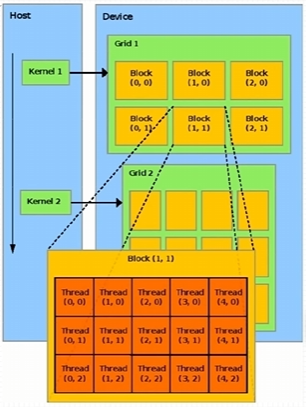 Host
Device
Grid 1
Kernel 1
Block
(0, 0)
Block
(1, 0)
Block
(2, 0)
Block
(0, 1)
Block
(1, 1)
Block
(2, 1)
Grid 2
Kernel 2
Block (1, 1)
Thread
(0, 0)
Thread
(1, 0)
Thread
(2, 0)
Thread
(3, 0)
Thread
(4, 0)
Thread
(0, 1)
Thread
(1, 1)
Thread
(2, 1)
Thread
(3, 1)
Thread
(4, 1)
Thread
(0, 2)
Thread
(1, 2)
Thread
(2, 2)
Thread
(3, 2)
Thread
(4, 2)